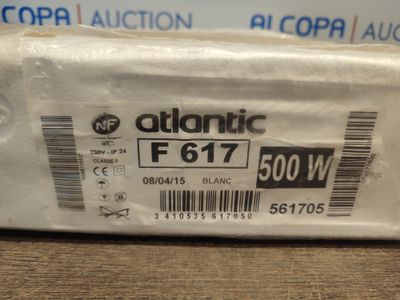 ALCOPA AUCTION ALCOPA AUCTION
NF
atlantic
230V - IP 24
CLASSE II
F 617
500 W
08/04/15 BLANC
3 410535 617050
561705